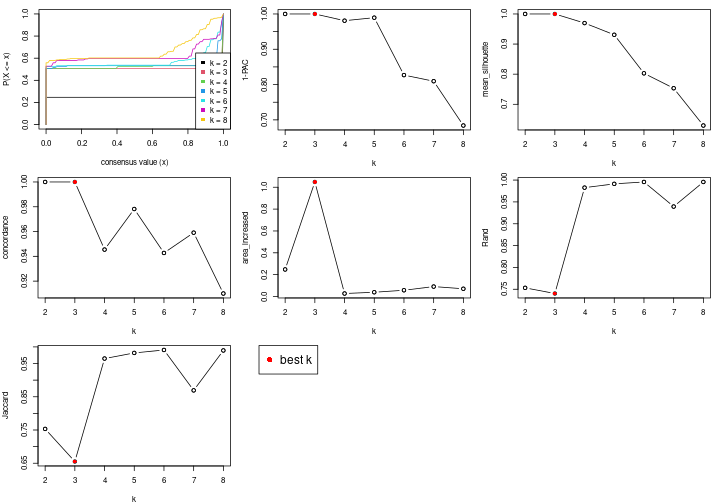 P(X <= x)
1.0
0.8
0.6
0.4
0.2
0.0
k = 2
k = 3
k = 4
k = 5
k = 6
k = 7
k = 8
0.0 0.2 0.4 0.6 0.8 1.0
consensus value (x)
1-PAC
1.00
0.90
0.80
0.70
2 3 4 5 6 7 8
k
mean_silhouette
1.0
0.9
0.8
0.7
2 3 4 5 6 7 8
k
concordance
1.00
0.98
0.96
0.94
0.92
2 3 4 5 6 7 8
k
area_increased
1.0
0.8
0.6
0.4
0.2
0.0
2 3 4 5 6 7 8
k
Rand
1.00
0.95
0.90
0.85
0.80
0.75
2 3 4 5 6 7 8
k
Jaccard
0.95
0.85
0.75
0.65
2 3 4 5 6 7 8
k
best k